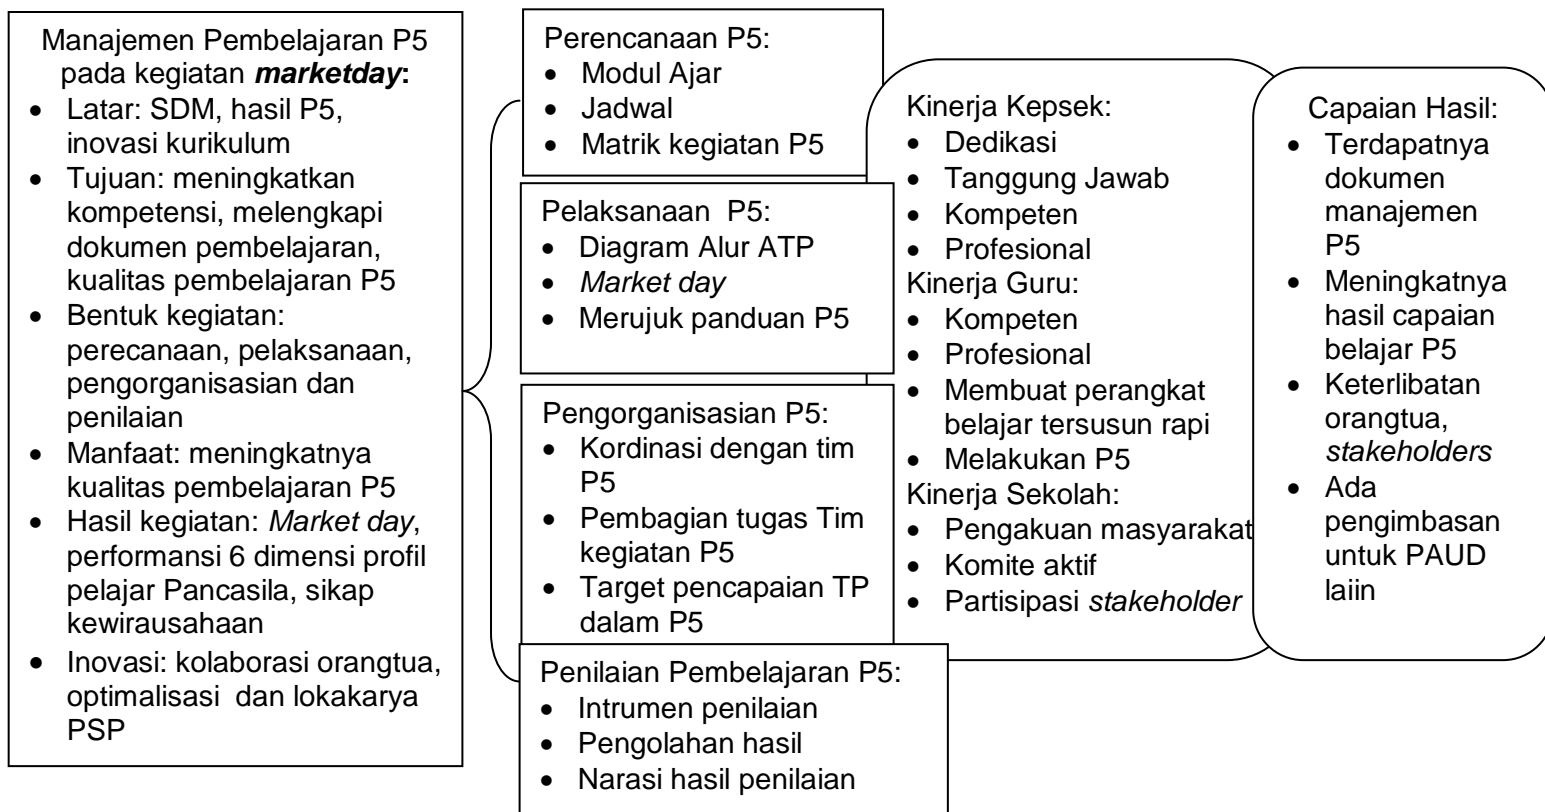 Manajemen Pembelajaran P5
pada kegiatan marketday:
• Latar: SDM, hasil P5,
inovasi kurikulum
• Tujuan: meningkatkan
kompetensi, melengkapi
dokumen pembelajaran,
kualitas pembelajaran P5
• Bentuk kegiatan:
perecanaan, pelaksanaan,
pengorganisasian dan
penilaian
• Manfaat: meningkatnya
kualitas pembelajaran P5
• Hasil kegiatan: Market day,
performansi 6 dimensi profil
pelajar Pancasila, sikap
kewirausahaan
• Inovasi: kolaborasi orangtua,
optimalisasi dan lokakarya
PSP
Perencanaan P5:
• Modul Ajar
• Jadwal
• Matrik kegiatan P5
Pelaksanaan P5:
• Diagram Alur ATP
• Market day
• Merujuk panduan P5
Pengorganisasian P5:
• Kordinasi dengan tim
P5
• Pembagian tugas Tim
kegiatan P5
• Target pencapaian TP
dalam P5
Penilaian Pembelajaran P5:
• Intrumen penilaian
• Pengolahan hasil
• Narasi hasil penilaian
Kinerja Kepsek:
• Dedikasi
• Tanggung Jawab
• Kompeten
• Profesional
Kinerja Guru:
• Kompeten
• Profesional
• Membuat perangkat
belajar tersusun rapi
• Melakukan P5
Kinerja Sekolah:
• Pengakuan masyarakat
• Komite aktif
• Partisipasi stakeholder
Capaian Hasil:
• Terdapatnya
dokumen
manajemen
P5
• Meningkatnya
hasil capaian
belajar P5
• Keterlibatan
orangtua,
stakeholders
• Ada
pengimbasan
untuk PAUD
laiin